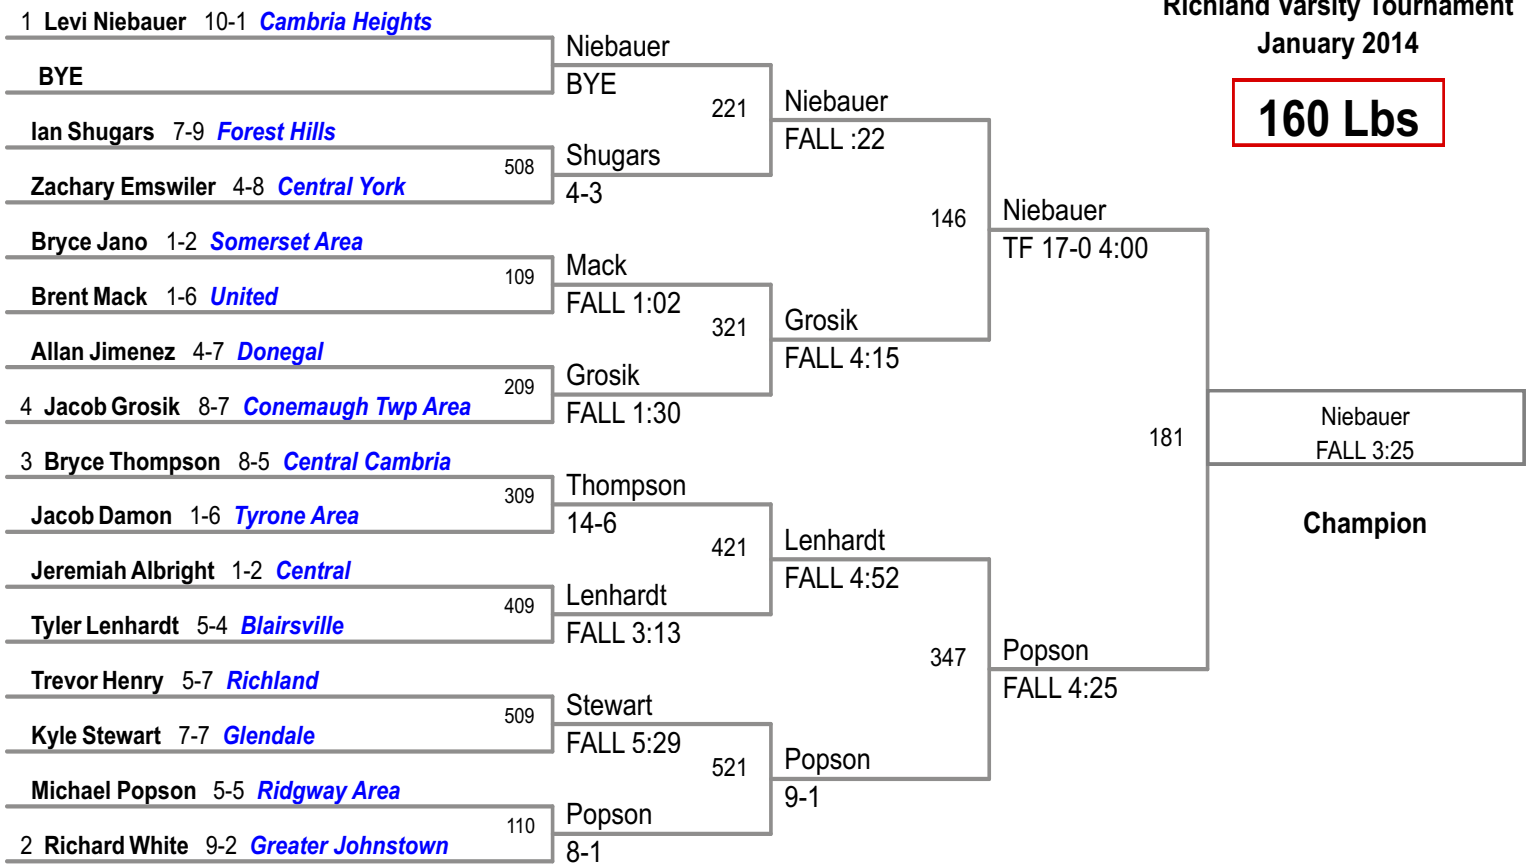 Richland Varsity Tournament
January 2014
160 Lbs
1 Levi Niebauer 10-1 Cambria Heights
BYE
Ian Shugars 7-9 Forest Hills
Zachary Emswiler 4-8 Central York
Bryce Jano 1-2 Somerset Area
Brent Mack 1-6 United
Allan Jimenez 4-7 Donegal
4 Jacob Grosik 8-7 Conemaugh Twp Area
3 Bryce Thompson 8-5 Central Cambria
Jacob Damon 1-6 Tyrone Area
Jeremiah Albright 1-2 Central
Tyler Lenhardt 5-4 Blairsville
Trevor Henry 5-7 Richland
Kyle Stewart 7-7 Glendale
Michael Popson 5-5 Ridgway Area
2 Richard White 9-2 Greater Johnstown
508
109
209
309
409
509
110
Niebauer
BYE
Shugars
4-3
Mack
FALL 1:02
Grosik
FALL 1:30
Thompson
14-6
Lenhardt
FALL 3:13
Stewart
FALL 5:29
Popson
8-1
221
321
421
521
Niebauer
FALL :22
Grosik
FALL 4:15
Lenhardt
FALL 4:52
Popson
9-1
146
347
Niebauer
TF 17-0 4:00
Popson
FALL 4:25
181
Niebauer
FALL 3:25
Champion